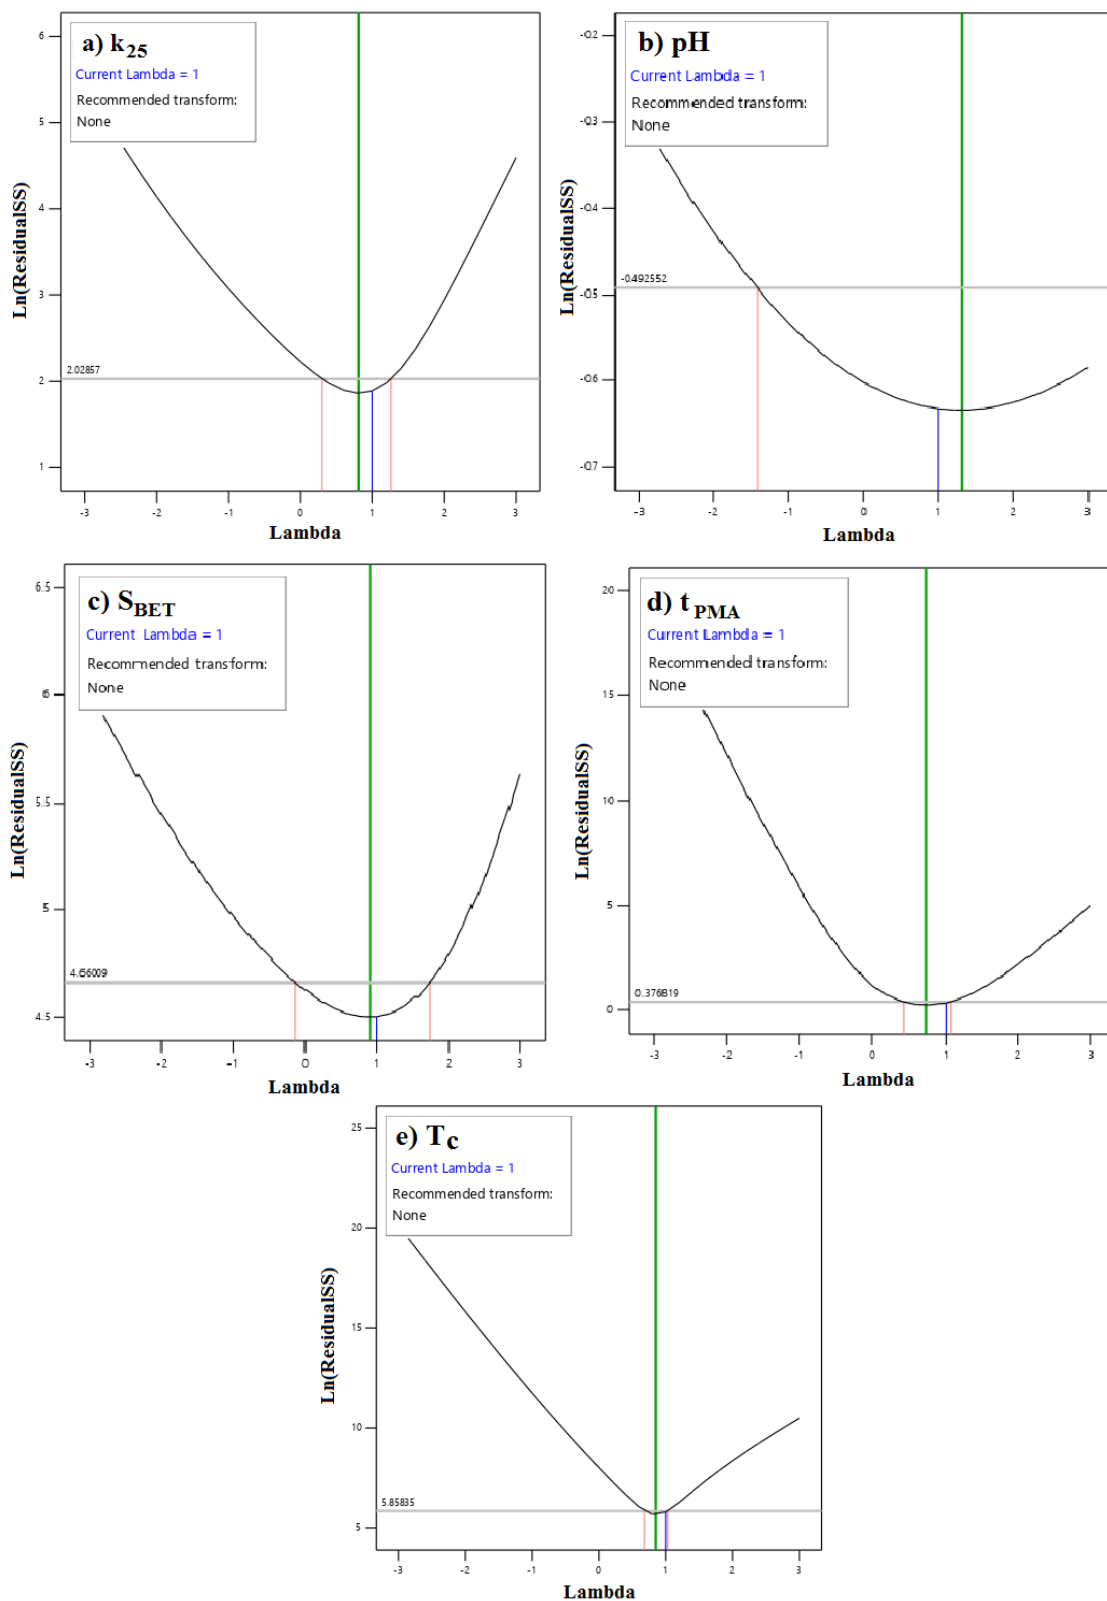 a) k25
Current Lambda = 1
Recommended transform:
None
Ln(ResidualSS)
6
5
4
3
2
1
2.02857
-3 -2 -1 0 1 2 3
Lambda
b) pH
Current Lambda = 1
Recommended transform:
None
Ln(ResidualSS)
-0.2
-0.3
-0.4
-0.5
-0.6
-0.7
-0.492552
-3 -2 -1 0 1 2 3
Lambda
c) SBET
Current Lambda = 1
Recommended transform:
None
Ln(ResidualSS)
6.5
6
5.5
5
4.5
4.66009
-3 -2 -1 0 1 2 3
Lambda
d) tPMA
Current Lambda = 1
Recommended transform:
None
Ln(ResidualSS)
20
15
10
5
0
0.376819
-3 -2 -1 0 1 2 3
Lambda
e) Tc
Current Lambda = 1
Recommended transform:
None
Ln(ResidualSS)
25
20
15
10
5
5.85835
-3 -2 -1 0 1 2 3
Lambda